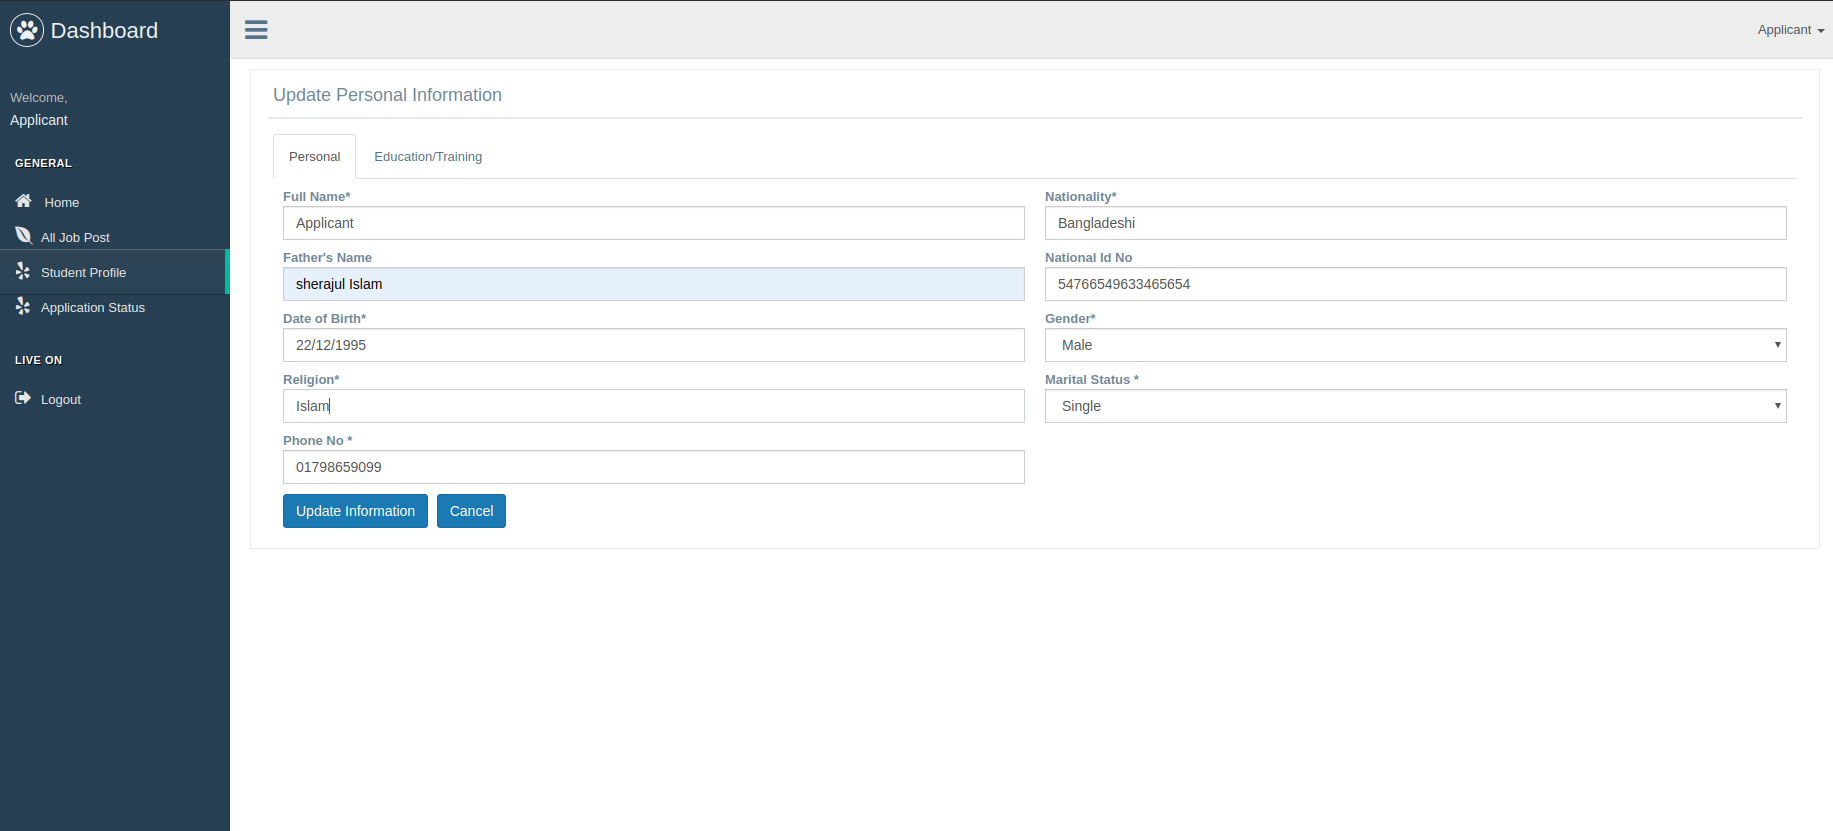 Dashboard
Applicant
Welcome,
Applicant
GENERAL
Home
All Job Post
Student Profile
Application Status
LIVE ON
Logout
Update Personal Information
Personal
Education/Training
Full Name*
Applicant
Nationality*
Bangladeshi
Father's Name
sherajul Islam
National Id No
54766549633465654
Date of Birth*
22/12/1995
Gender*
Male
Religion*
Islam
Marital Status *
Single
Phone No *
01798659099
Update Information
Cancel